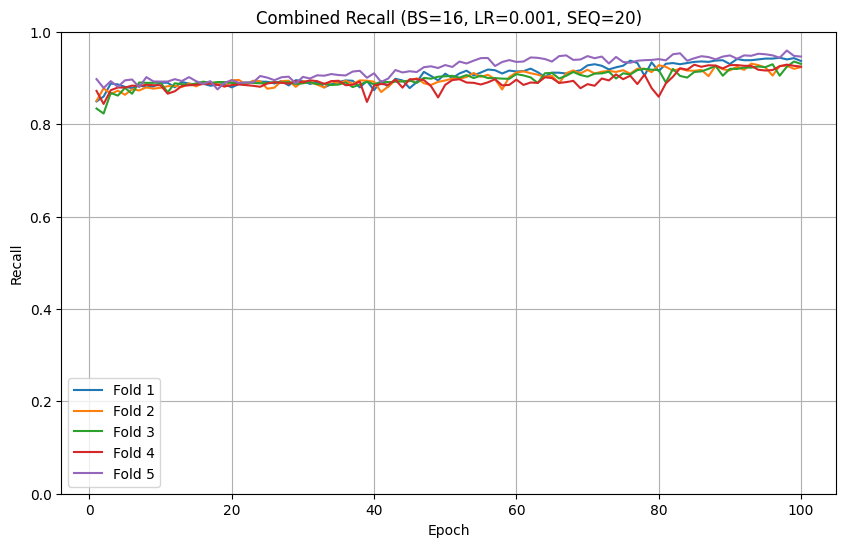 Combined Recall (BS=16, LR=0.001, SEQ=20)
1.0
0.8
0.6
0.4
0.2
0.0
Recall
Fold 1
Fold 2
Fold 3
Fold 4
Fold 5
0 20 40 60 80 100
Epoch